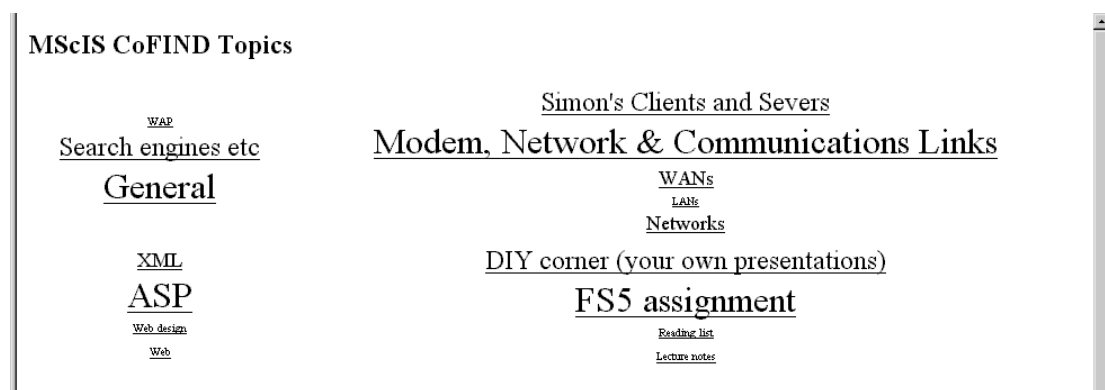 MScIS CoFIND Topics
WAP
Search engines etc
General
XML
ASP
Web design
Web
Simon's Clients and Severs
Modem, Network & Communications Links
WANs
LANs
Networks
DIY corner (your own presentations)
FS5 assignment
Reading list
Lecture notes